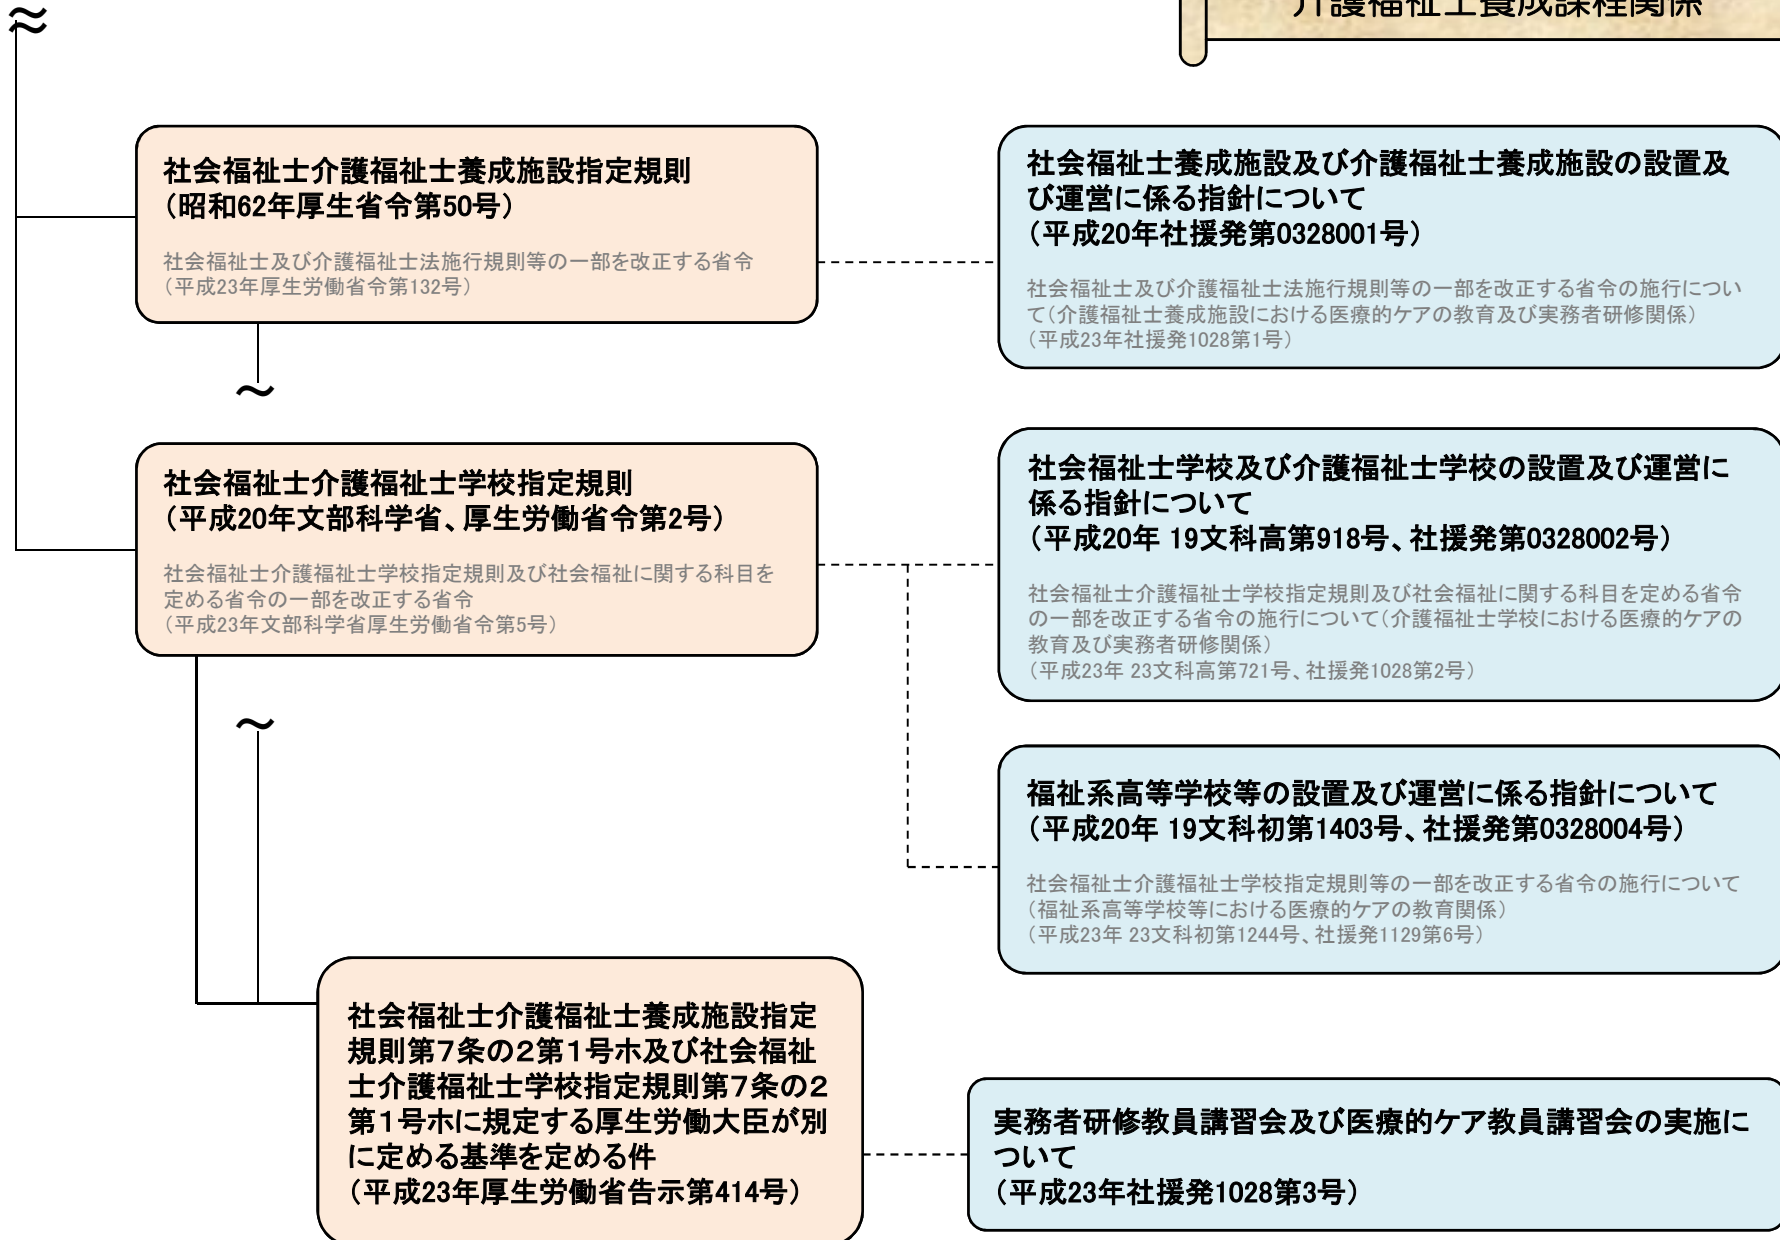 介護福祉士養成課程関係
社会福祉士介護福祉士養成施設指定規則
（昭和62年厚生省令第50号）
社会福祉士及び介護福祉士法施行規則等の一部を改正する省令
（平成23年厚生労働省令第132号）
社会福祉士養成施設及び介護福祉士養成施設の設置及
び運営に係る指針について
（平成20年社援発第0328001号）
社会福祉士及び介護福祉士法施行規則等の一部を改正する省令の施行につい
て（介護福祉士養成施設における医療的ケアの教育及び実務者研修関係）
（平成23年社援発1028第1号）
社会福祉士介護福祉士学校指定規則
（平成20年文部科学省、厚生労働省令第2号）
社会福祉士介護福祉士学校指定規則及び社会福祉に関する科目を
定める省令の一部を改正する省令
（平成23年文部科学省厚生労働省令第5号）
社会福祉士学校及び介護福祉士学校の設置及び運営に
係る指針について
（平成20年 19文科高第918号、社援発第0328002号）
社会福祉士介護福祉士学校指定規則及び社会福祉に関する科目を定める省令
の一部を改正する省令の施行について（介護福祉士学校における医療的ケアの
教育及び実務者研修関係）
（平成23年 23文科高第721号、社援発1028第2号）
福祉系高等学校等の設置及び運営に係る指針について
（平成20年 19文科初第1403号、社援発第0328004号）
社会福祉士介護福祉士学校指定規則等の一部を改正する省令の施行について
（福祉系高等学校等における医療的ケアの教育関係）
（平成23年 23文科初第1244号、社援発1129第6号）
社会福祉士介護福祉士養成施設指定
規則第７条の２第１号ホ及び社会福祉
士介護福祉士学校指定規則第７条の２
第１号ホに規定する厚生労働大臣が別
に定める基準を定める件
（平成23年厚生労働省告示第414号）
実務者研修教員講習会及び医療的ケア教員講習会の実施に
ついて
（平成23年社援発1028第3号）